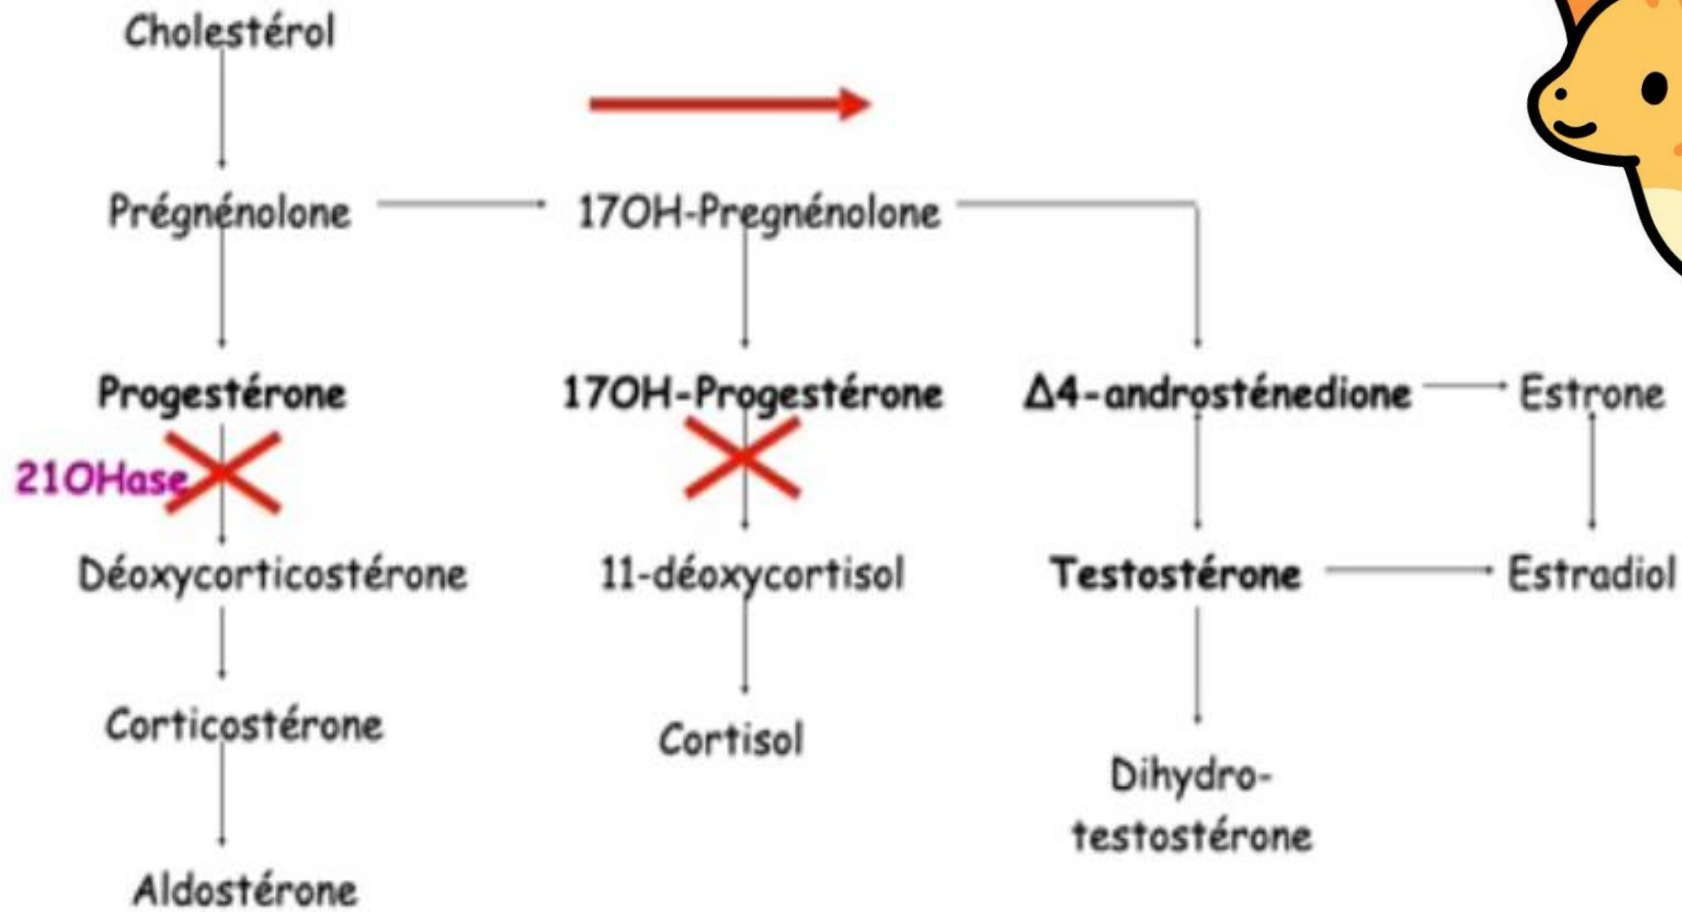 Cholestérol
Prégnénolone
17OH-Pregnénolone
Progestérone
17OH-Progestérone
Δ4-androsténedione
Estrone
21OHase
Déoxycorticostérone
11-déoxycortisol
Testostérone
Estradiol
Corticostérone
Cortisol
Dihydro-
testostérone
Aldostérone